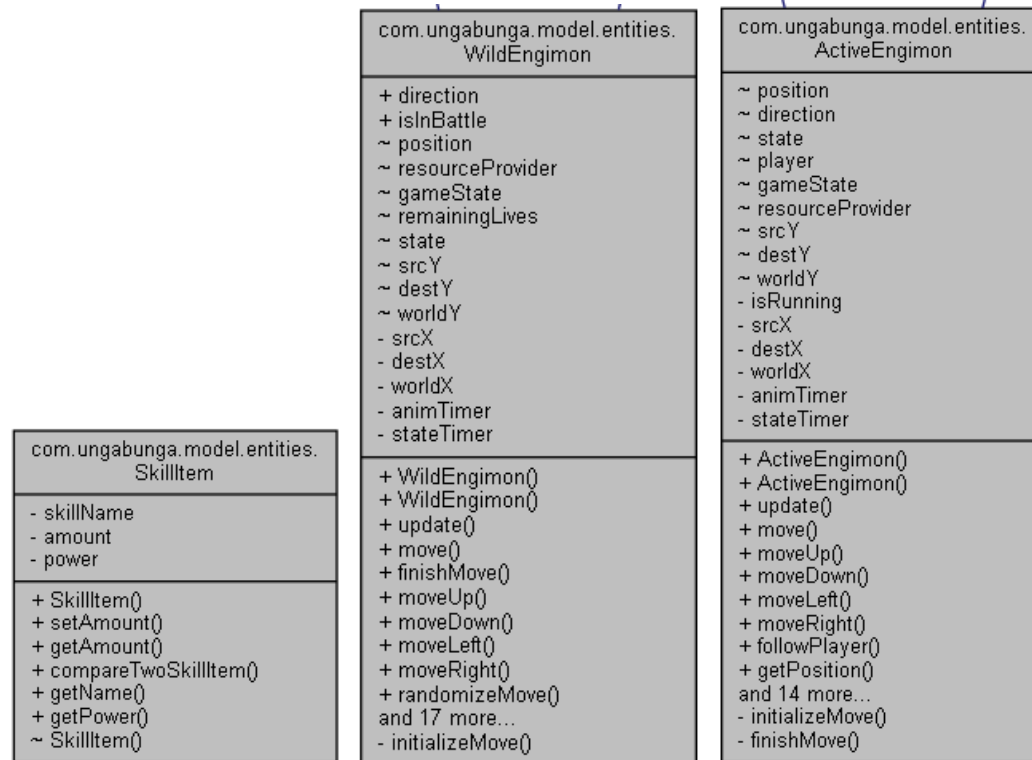 com.ungabunga.model.entities.
WildEngimon
+ direction
+ isInBattle
~ position
~ resourceProvider
~ gameState
~ remainingLives
~ state
~ srcY
~ destY
~ worldY
- srcX
- destX
- worldX
- animTimer
- stateTimer
+ WildEngimon()
+ WildEngimon()
+ update()
+ move()
+ finishMove()
+ moveUp()
+ moveDown()
+ moveLeft()
+ moveRight()
+ randomizeMove()
and 17 more...
- initializeMove()
com.ungabunga.model.entities.
ActiveEngimon
~ position
~ direction
~ state
~ player
~ gameState
~ resourceProvider
~ srcY
~ destY
~ worldY
- isRunning
- srcX
- destX
- worldX
- animTimer
- stateTimer
+ ActiveEngimon()
+ ActiveEngimon()
+ update()
+ move()
+ moveUp()
+ moveDown()
+ moveLeft()
+ moveRight()
+ followPlayer()
+ getPosition()
and 14 more...
- initializeMove()
- finishMove()
com.ungabunga.model.entities.
SkillItem
- skillName
- amount
- power
+ SkillItem()
+ setAmount()
+ getAmount()
+ compareTwoSkillItem()
+ getName()
+ getPower()
~ SkillItem()